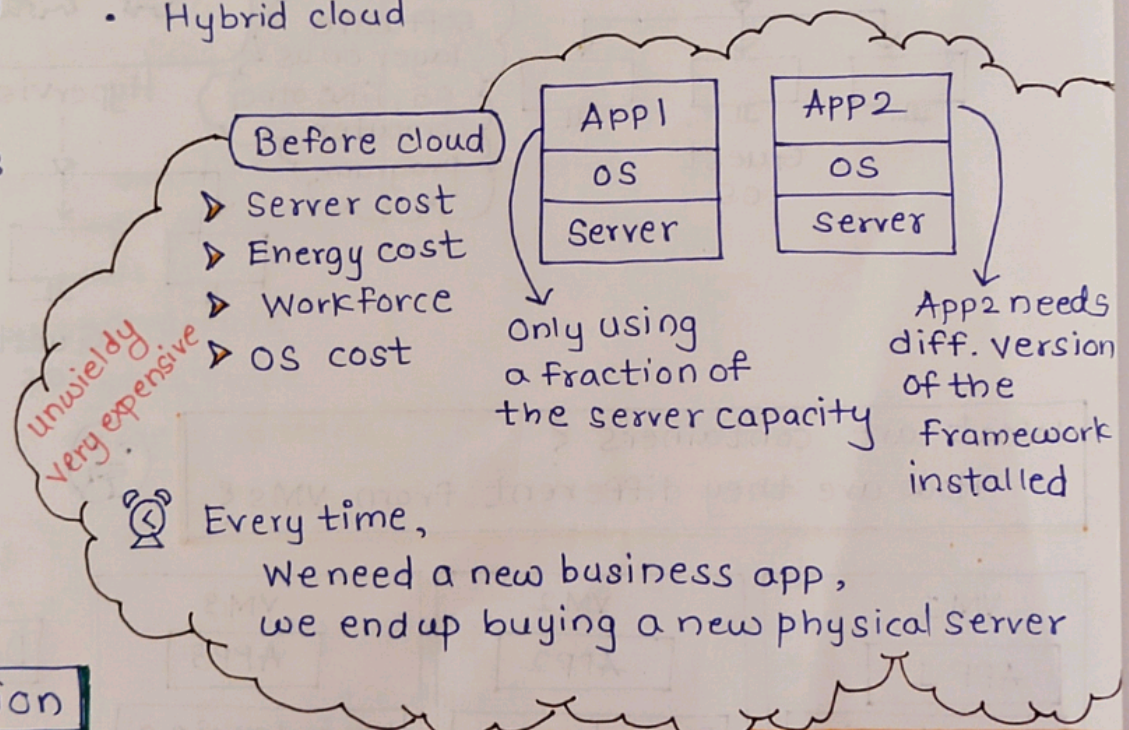 • Hybrid cloud
Before cloud
➤ Server cost
➤ Energy cost
➤ Workforce
➤ OS cost
unwieldy
very expensive
APP1
OS
Server
APP2
OS
Server
Only using
a fraction of
the server capacity
App2 needs
diff. version
of the
framework
installed
Every time,
We need a new business app,
we end up buying a new physical server
on